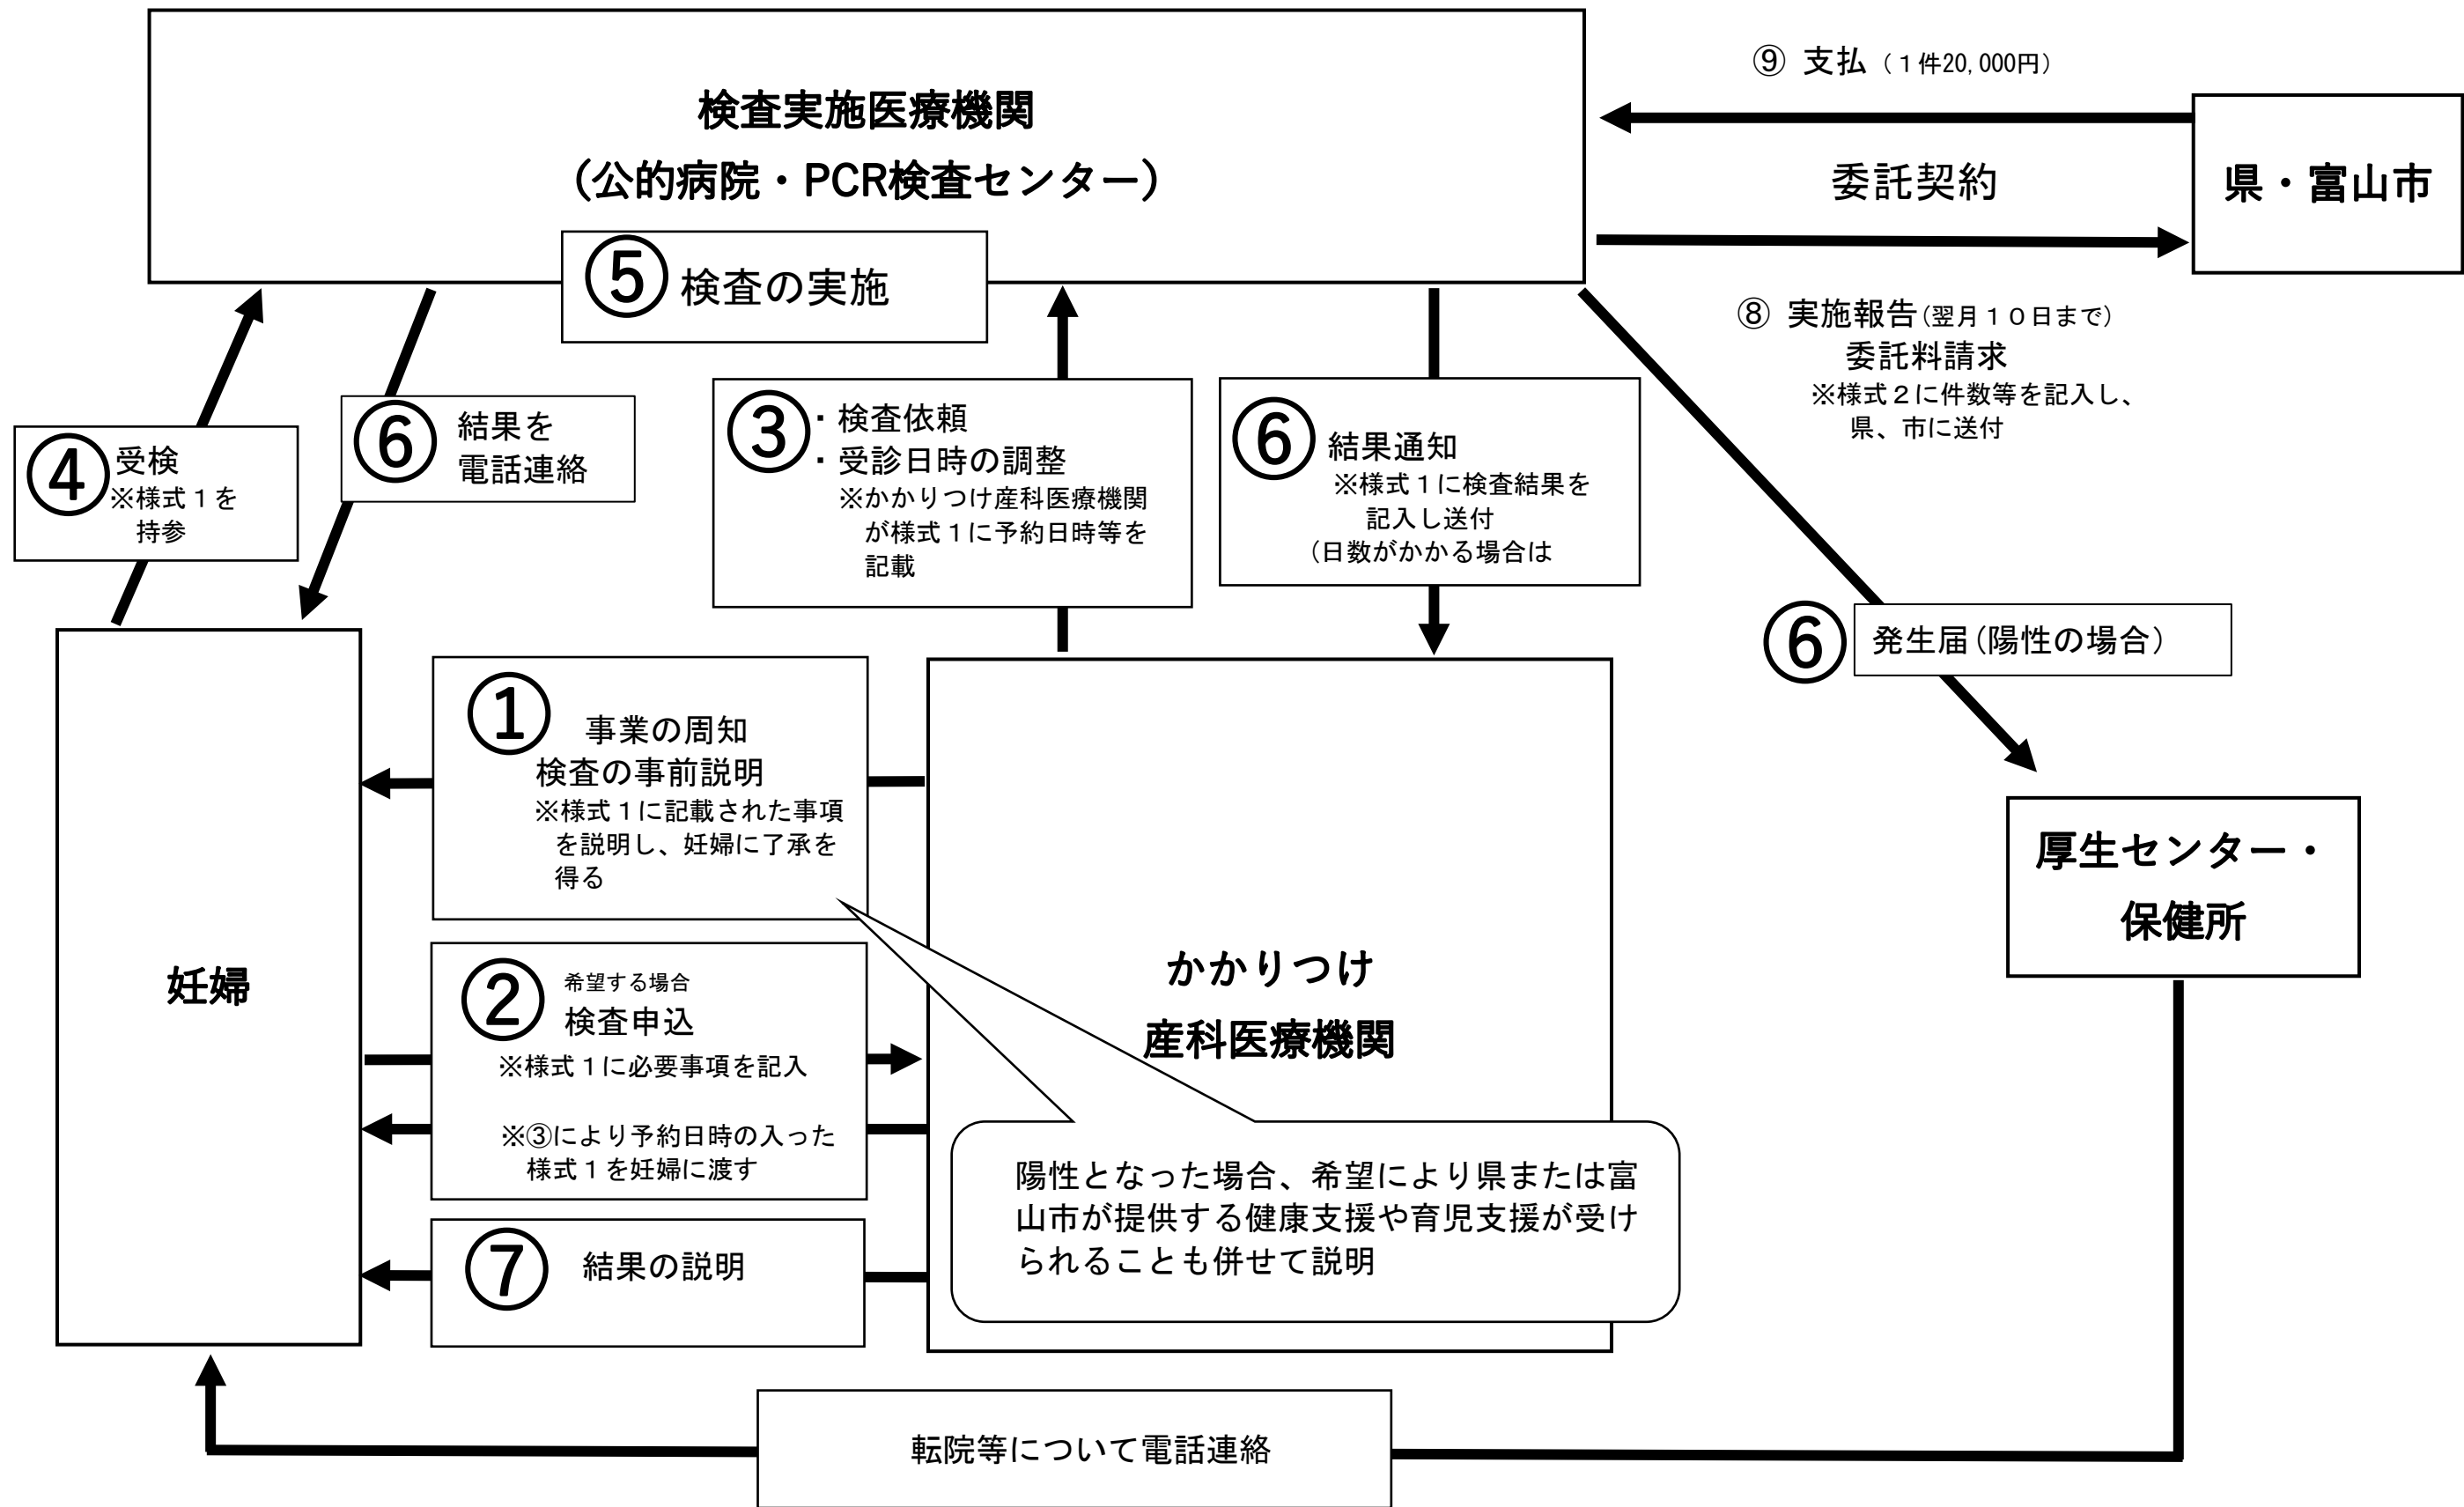 検査実施医療機関
（公的病院・PCR検査センター）
⑨ 支払（１件20,000円）
委託契約
県・富山市
⑤ 検査の実施
⑧ 実施報告(翌月１０日まで)
委託料請求
※様式２に件数等を記入し、
県、市に送付
④ 受検
※様式１を
持参
⑥ 結果を
電話連絡
③ ・検査依頼
・受診日時の調整
※かかりつけ産科医療機関
が様式１に予約日時等を
記載
⑥ 結果通知
※様式１に検査結果を
記入し送付
（日数がかかる場合は
⑥ 発生届(陽性の場合)
① 事業の周知
検査の事前説明
※様式１に記載された事項
を説明し、妊婦に了承を
得る
妊婦
② 希望する場合
検査申込
※様式１に必要事項を記入
※③により予約日時の入った
様式１を妊婦に渡す
⑦ 結果の説明
かかりつけ
産科医療機関
陽性となった場合、希望により県または富
山市が提供する健康支援や育児支援が受け
られることも併せて説明
厚生センター・
保健所
転院等について電話連絡